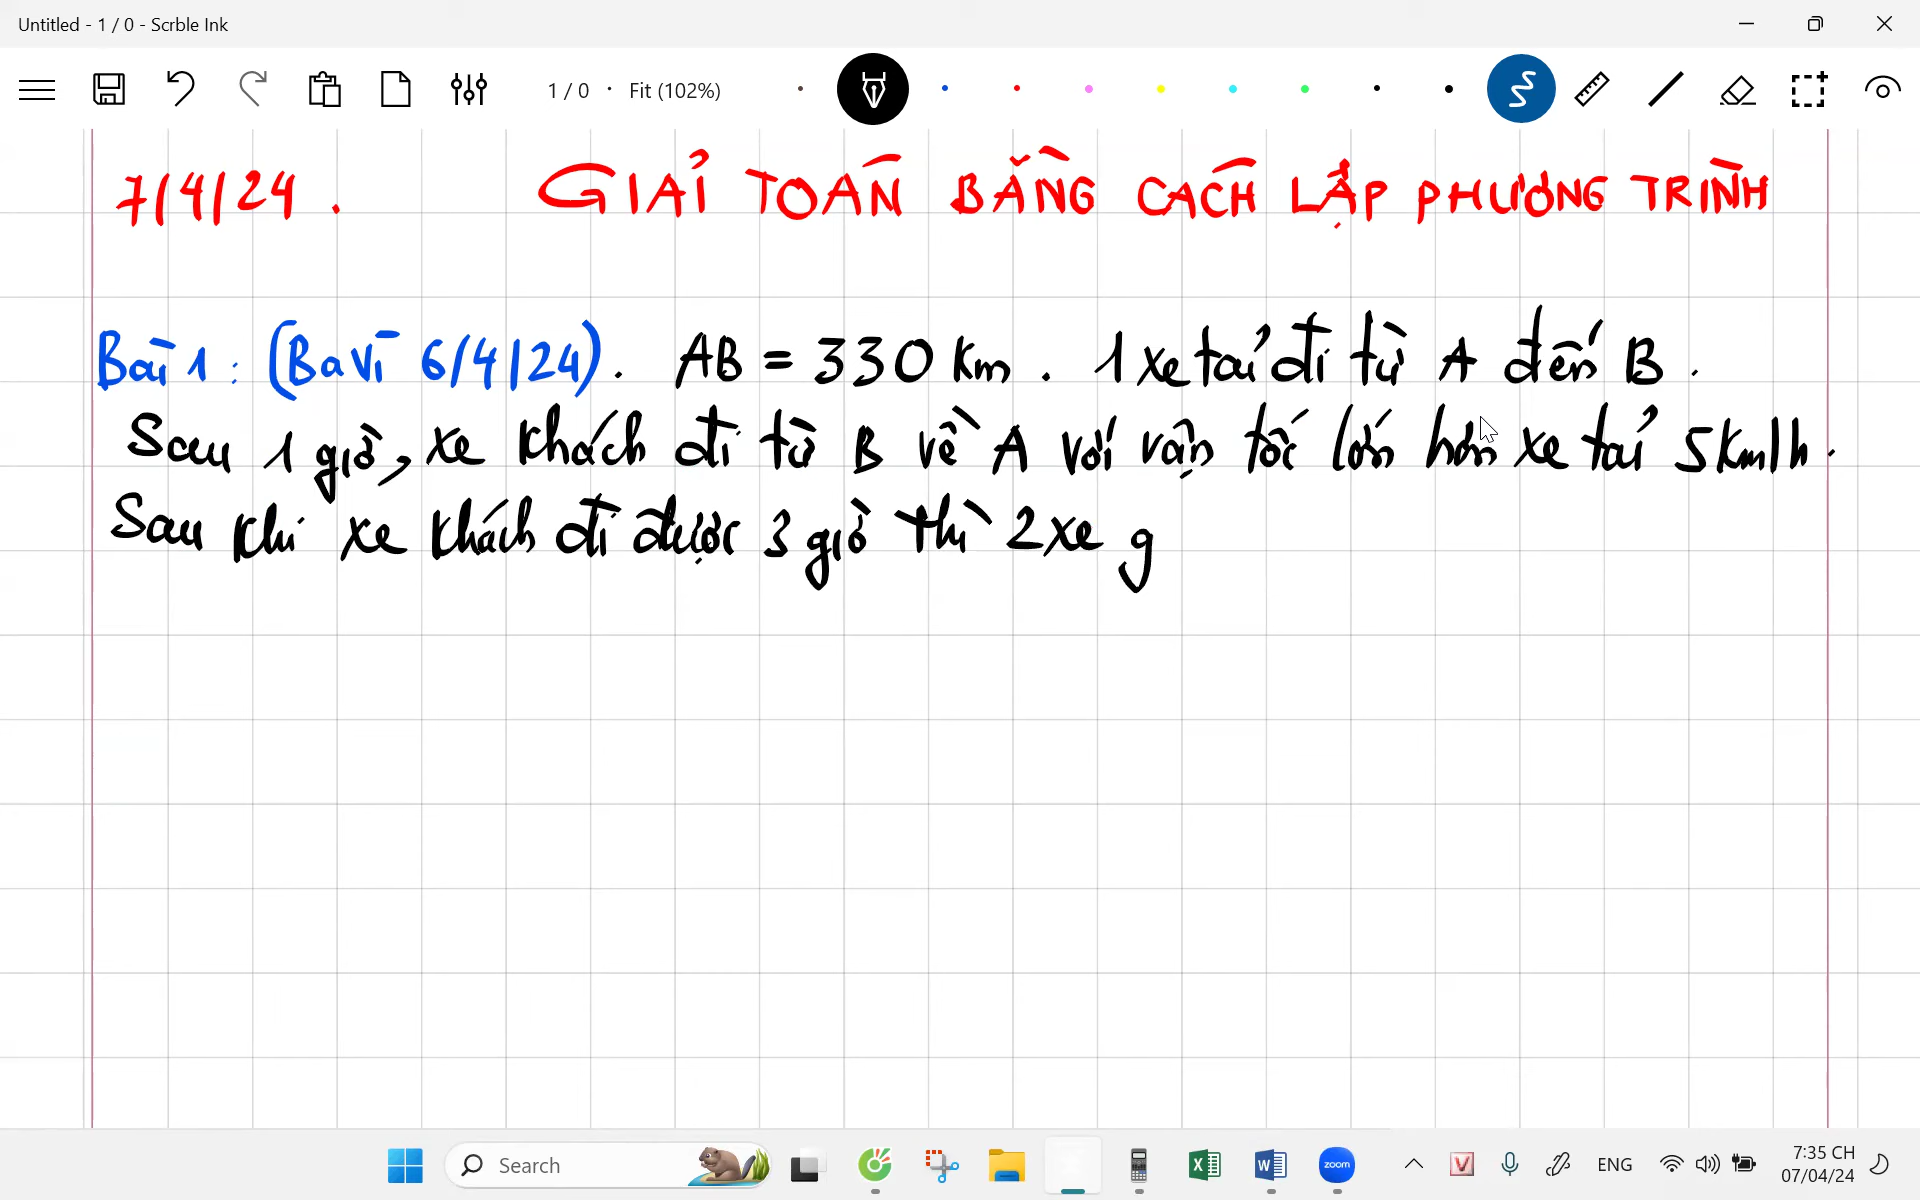 Untitled - 1 / 0 - Scrble Ink
1 / 0 · Fit (102%)
7/4/24. GIẢI TOÁN BẰNG CÁCH LẬP PHƯƠNG TRÌNH
Bài 1: (Ba Vì 6/4/24). AB = 330 Km. 1 xe tải đi từ A đến B.
Sau 1 giờ, xe khách đi từ B về A với vận tốc lớn hơn xe tải 5 Km/h.
Sau khi xe khách đi được 3 giờ thì 2 xe g
Search
zoom
ENG
7:35 CH
07/04/24